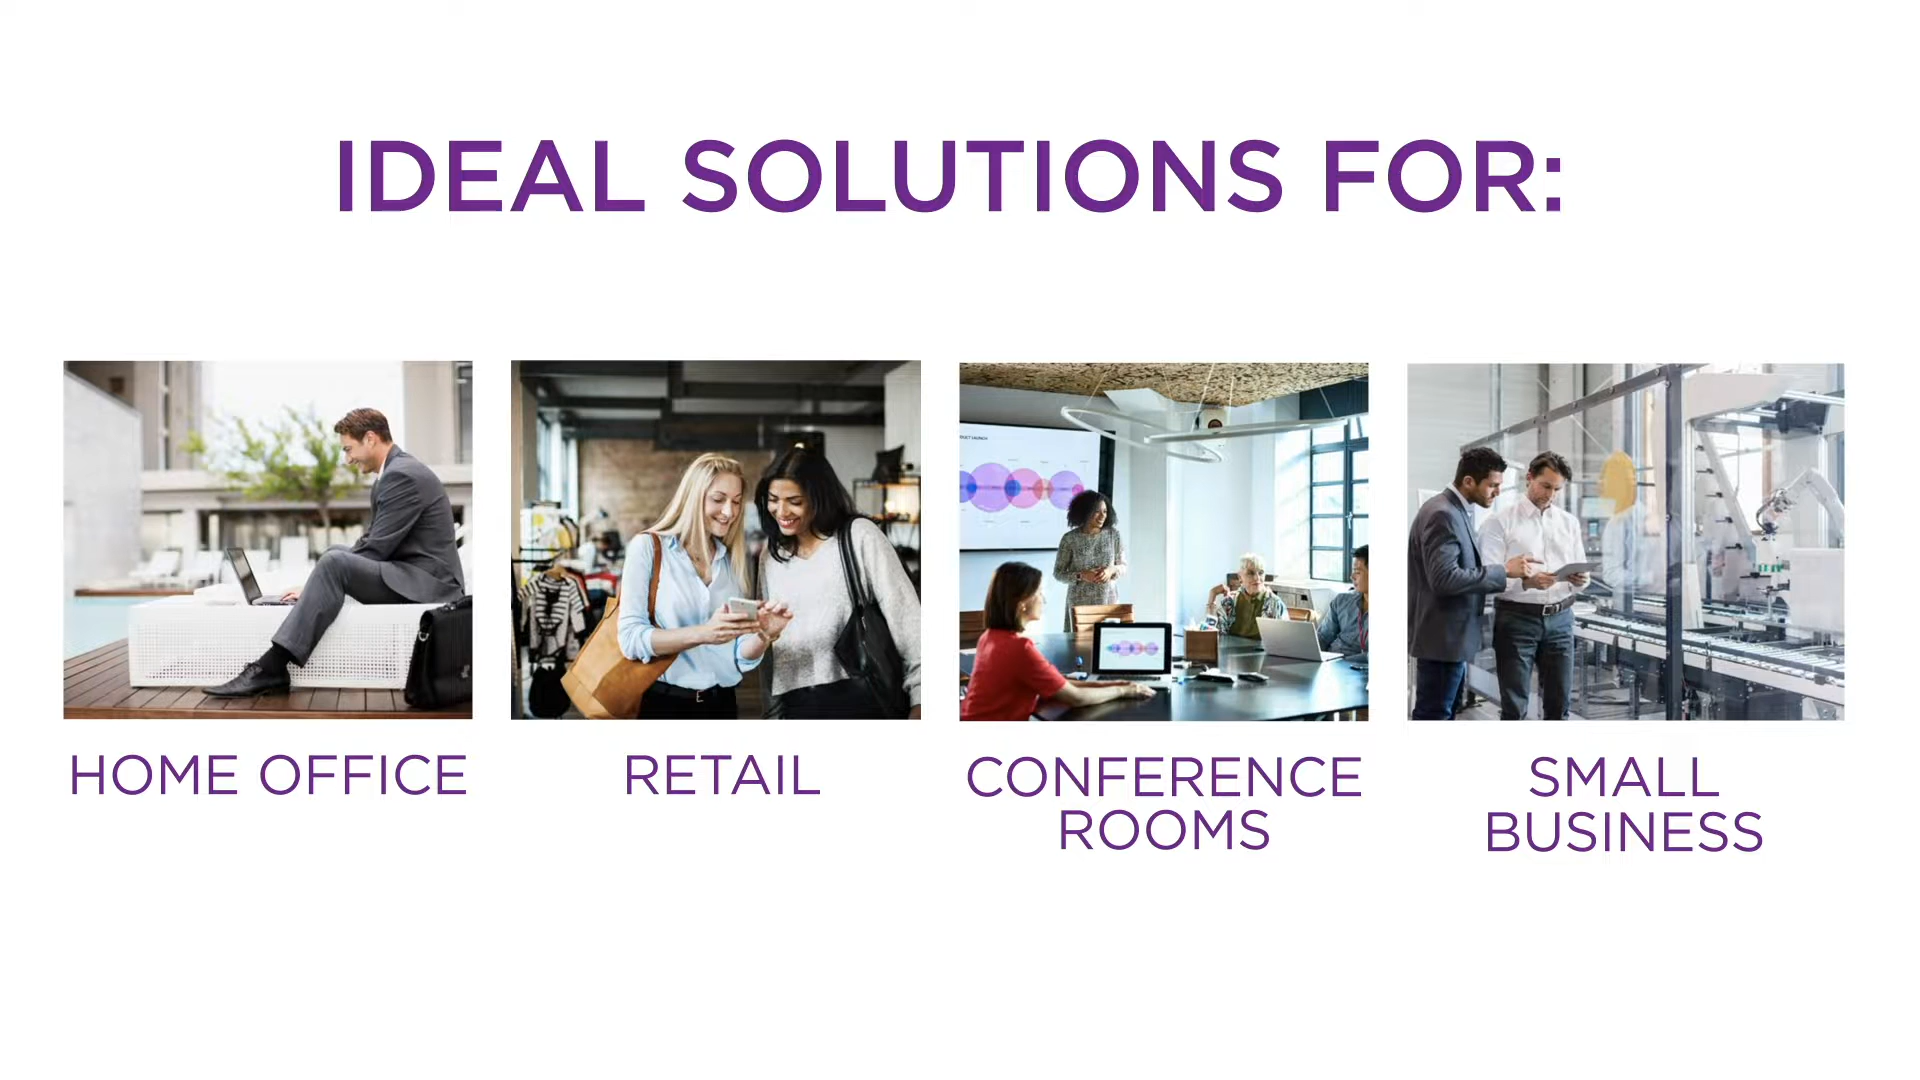 IDEAL SOLUTIONS FOR:
HOME OFFICE
RETAIL
CONFERENCE
ROOMS
SMALL
BUSINESS